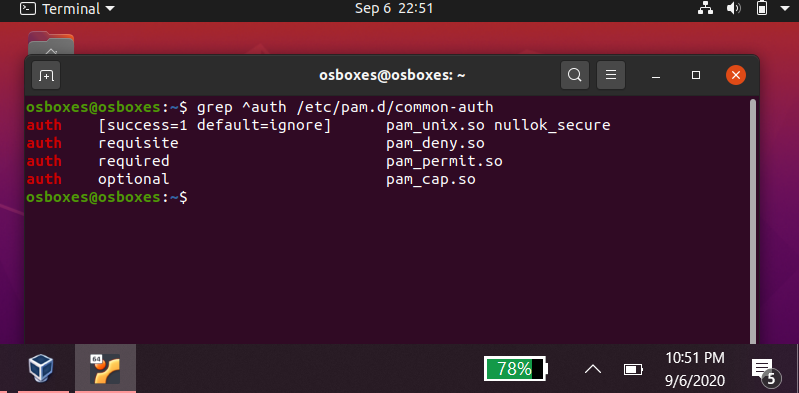 Terminal
Sep 6 22:51
osboxes@osboxes: ~
osboxes@osboxes:~$ grep ^auth /etc/pam.d/common-auth
auth    [success=1 default=ignore]      pam_unix.so nullok_secure
auth    requisite                       pam_deny.so
auth    required                        pam_permit.so
auth    optional                        pam_cap.so
osboxes@osboxes:~$
64
78%
10:51 PM
9/6/2020
5